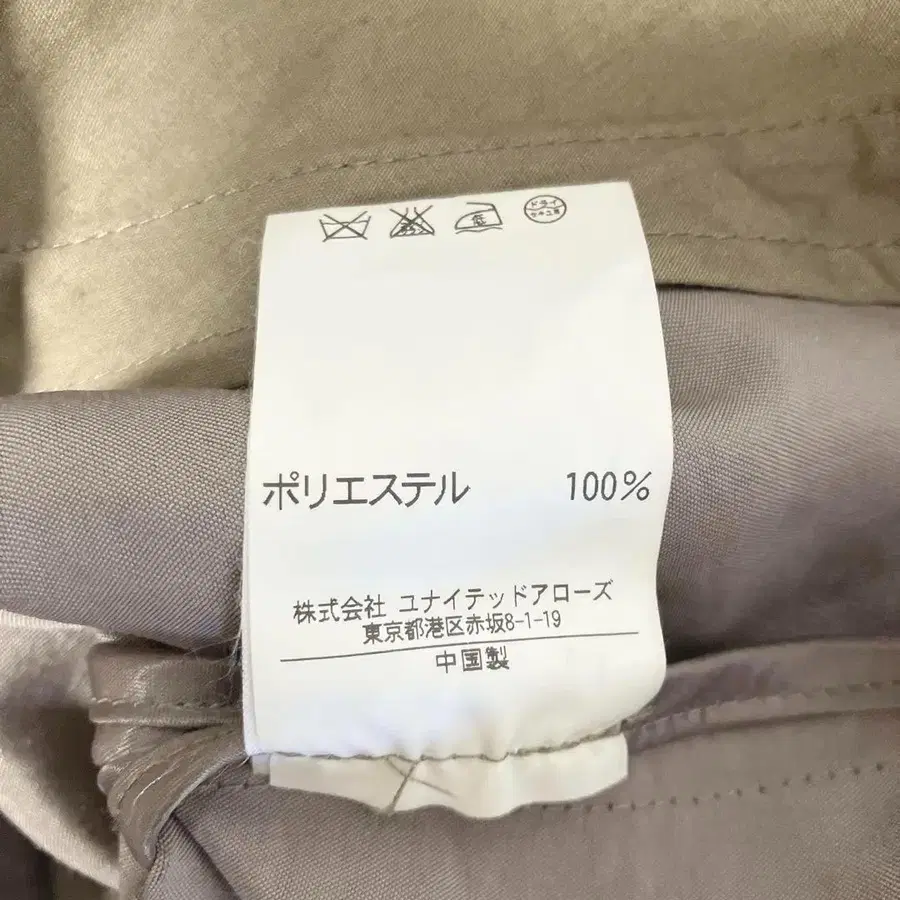 低
ドライ
ポリエステル 100%
株式会社 ユナイテッドアローズ
東京都港区赤坂8-1-19
中国製